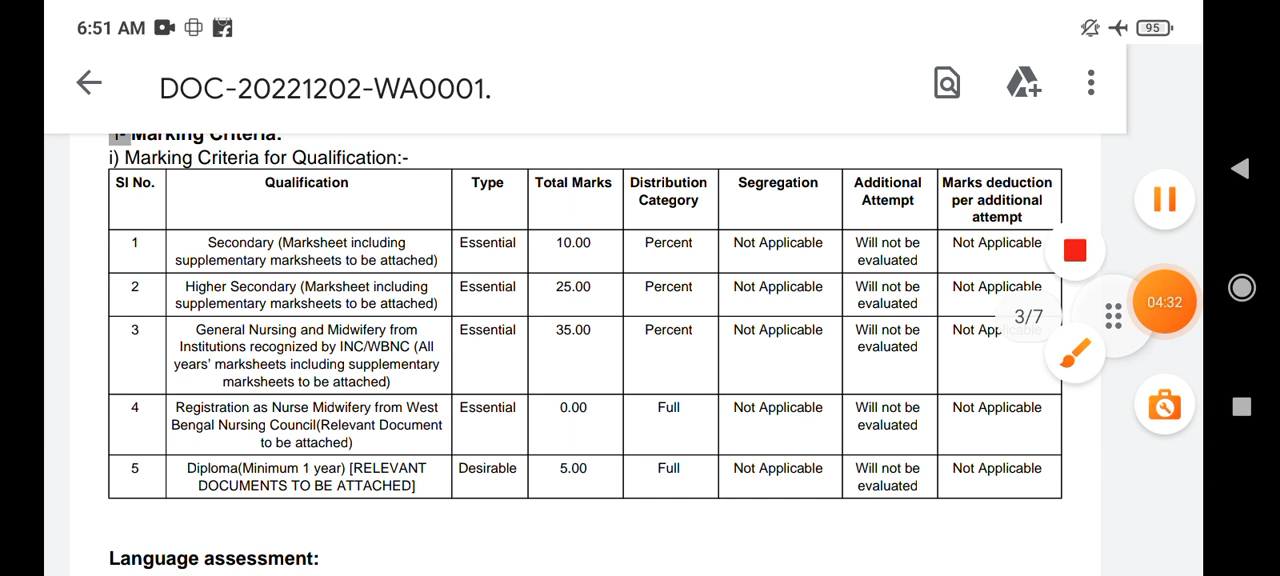 6:51 AM
95
DOC-20221202-WA0001.
1- Marking Criteria:
i) Marking Criteria for Qualification:-
Sl No. Qualification Type Total Marks Distribution Category Segregation Additional Attempt Marks deduction per additional attempt
1 Secondary (Marksheet including supplementary marksheets to be attached) Essential 10.00 Percent Not Applicable Will not be evaluated Not Applicable
2 Higher Secondary (Marksheet including supplementary marksheets to be attached) Essential 25.00 Percent Not Applicable Will not be evaluated Not Applicable
3 General Nursing and Midwifery from Institutions recognized by INC/WBNC (All years' marksheets including supplementary marksheets to be attached) Essential 35.00 Percent Not Applicable Will not be evaluated Not Applicable
4 Registration as Nurse Midwifery from West Bengal Nursing Council(Relevant Document to be attached) Essential 0.00 Full Not Applicable Will not be evaluated Not Applicable
5 Diploma(Minimum 1 year) [RELEVANT DOCUMENTS TO BE ATTACHED] Desirable 5.00 Full Not Applicable Will not be evaluated Not Applicable
3/7
04:32
Language assessment: